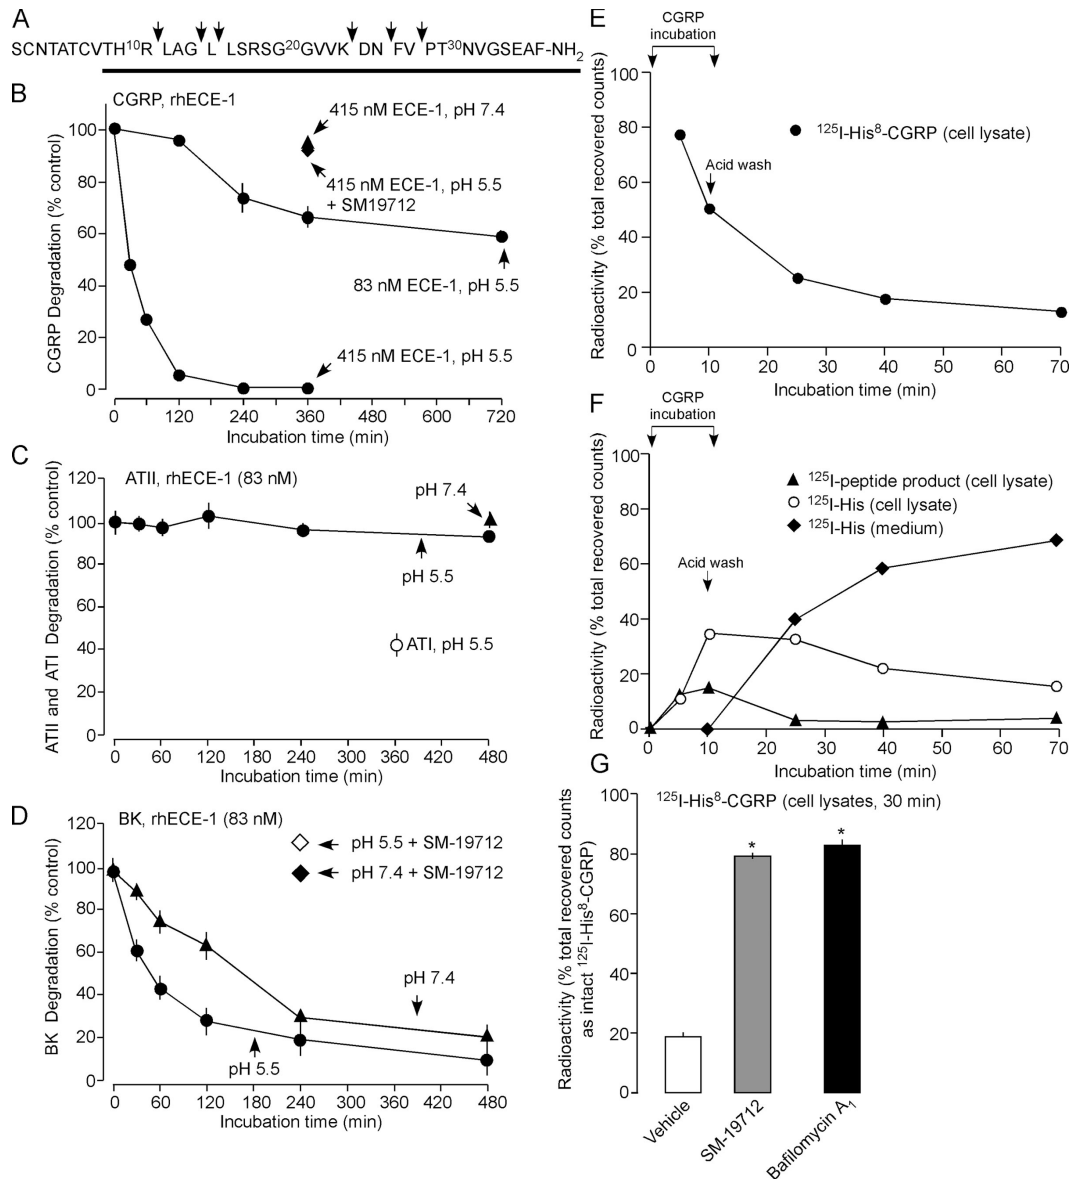 A
SCNTATCVTH¹⁰R LAG L LSRSG²⁰GVVK DN FV PT³⁰NVGSEAF-NH₂
B
CGRP, rhECE-1
415 nM ECE-1, pH 7.4
415 nM ECE-1, pH 5.5
+ SM19712
83 nM ECE-1, pH 5.5
415 nM ECE-1, pH 5.5
CGRP Degradation (% control)
100
80
60
40
20
0
0 120 240 360 480 600 720
Incubation time (min)
C
ATII, rhECE-1 (83 nM)
pH 7.4
pH 5.5
ATI, pH 5.5
ATII and ATI Degradation (% control)
120
100
80
60
40
20
0
0 60 120 180 240 300 360 420 480
Incubation time (min)
D
BK, rhECE-1 (83 nM)
pH 5.5 + SM-19712
pH 7.4 + SM-19712
pH 7.4
pH 5.5
BK Degradation (% control)
120
100
80
60
40
20
0
0 60 120 180 240 300 360 420 480
Incubation time (min)
E
CGRP
incubation
¹²⁵I-His⁸-CGRP (cell lysate)
Acid wash
Radioactivity (% total recovered counts)
100
80
60
40
20
0
0 10 20 30 40 50 60 70
Incubation time (min)
F
CGRP
incubation
¹²⁵I-peptide product (cell lysate)
¹²⁵I-His (cell lysate)
¹²⁵I-His (medium)
Acid wash
Radioactivity (% total recovered counts)
100
80
60
40
20
0
0 10 20 30 40 50 60 70
Incubation time (min)
G
¹²⁵I-His⁸-CGRP (cell lysates, 30 min)
Radioactivity (% total recovered counts
as intact ¹²⁵I-His⁸-CGRP)
100
80
60
40
20
0
* *
Vehicle
SM-19712
Bafilomycin A₁